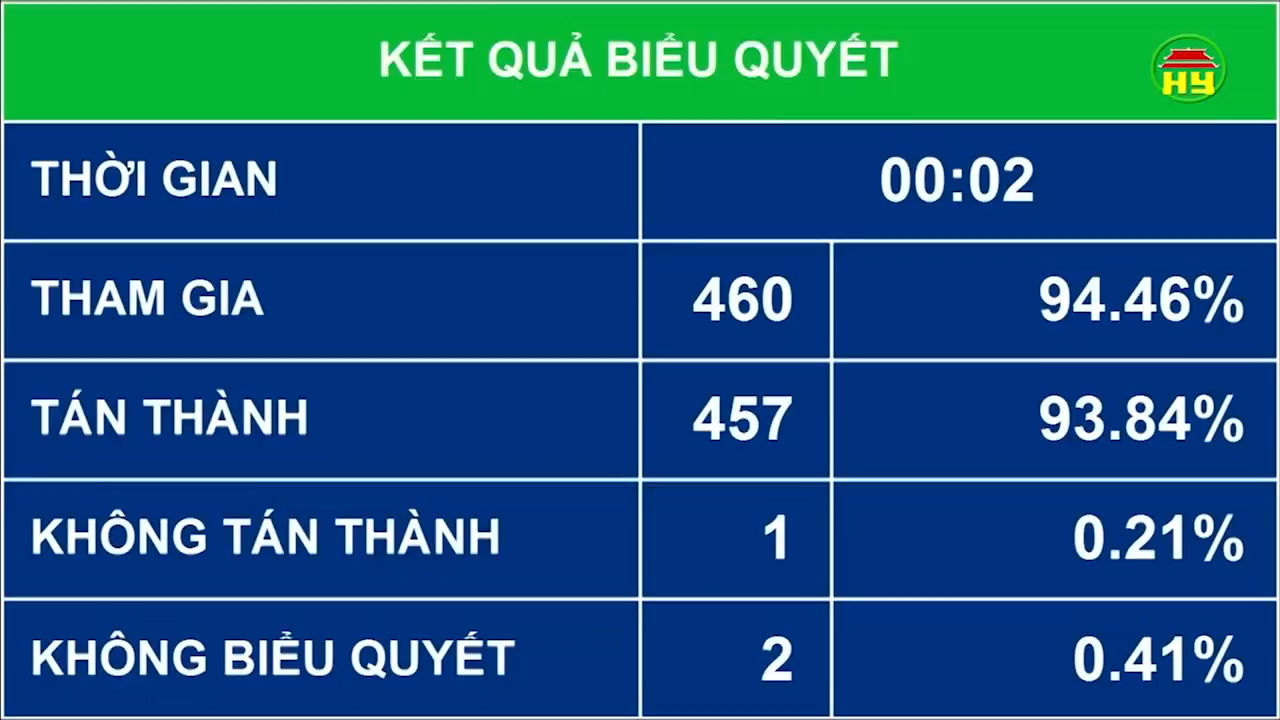 KẾT QUẢ BIỂU QUYẾT
HY
THỜI GIAN 00:02
THAM GIA 460 94.46%
TÁN THÀNH 457 93.84%
KHÔNG TÁN THÀNH 1 0.21%
KHÔNG BIỂU QUYẾT 2 0.41%